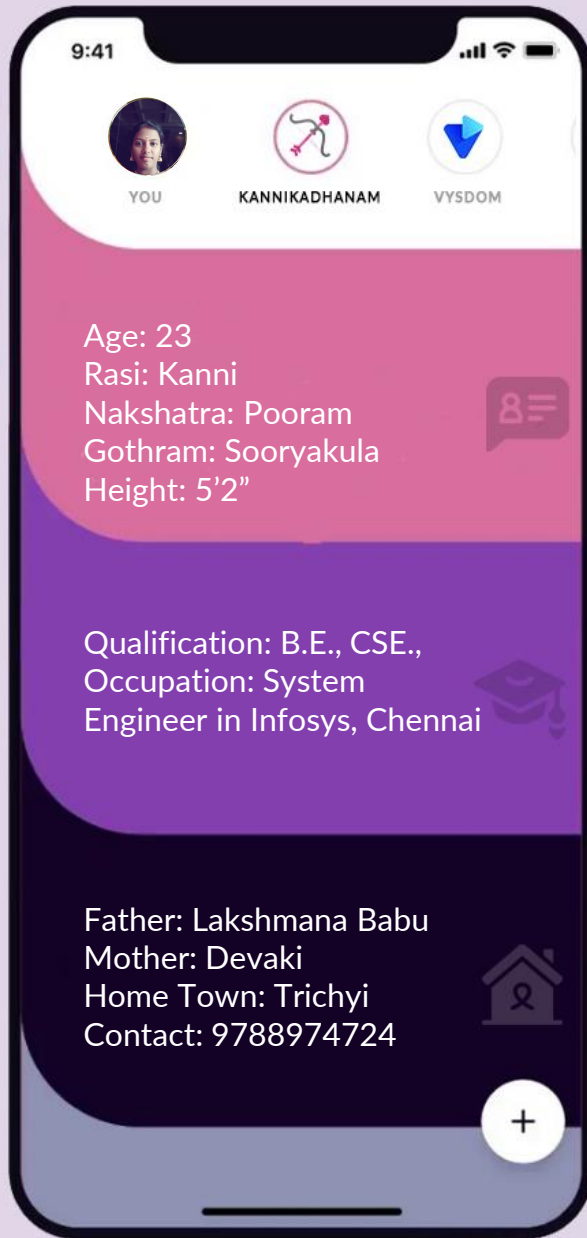 9:41
YOU
KANNIKADHANAM
VYSDOM
Age: 23
Rasi: Kanni
Nakshatra: Pooram
Gothram: Sooryakula
Height: 5’2”
Qualification: B.E., CSE.,
Occupation: System
Engineer in Infosys, Chennai
Father: Lakshmana Babu
Mother: Devaki
Home Town: Trichyi
Contact: 9788974724
+